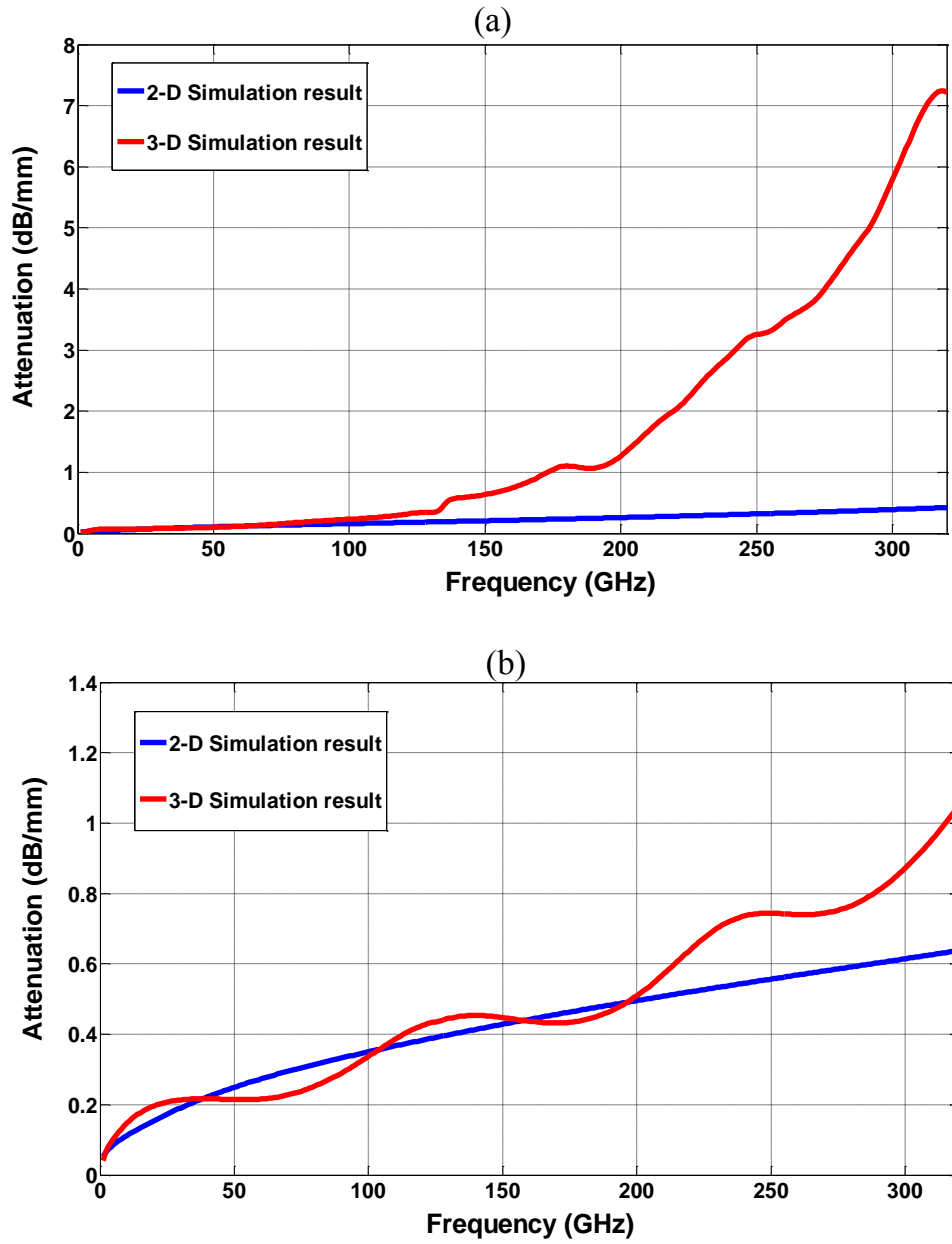 (a)
Attenuation (dB/mm)
8
7
6
5
4
3
2
1
0
2-D Simulation result
3-D Simulation result
0 50 100 150 200 250 300
Frequency (GHz)
(b)
Attenuation (dB/mm)
1.4
1.2
1
0.8
0.6
0.4
0.2
0
2-D Simulation result
3-D Simulation result
0 50 100 150 200 250 300
Frequency (GHz)